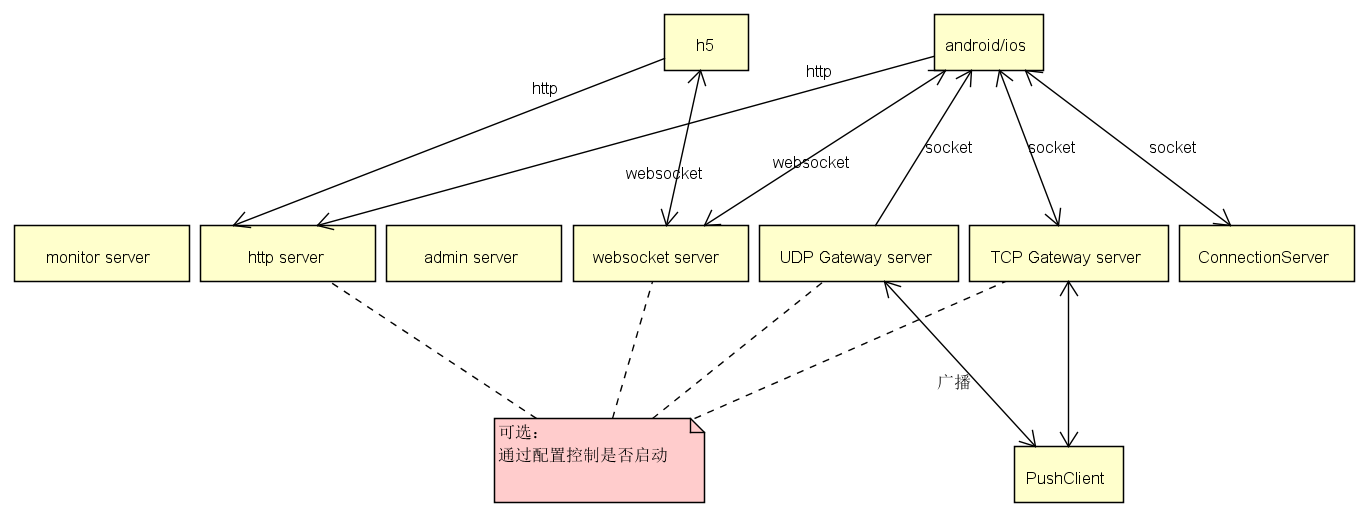 h5
android/ios
http
http
socket
socket
socket
websocket
websocket
monitor server
http server
admin server
websocket server
UDP Gateway server
TCP Gateway server
ConnectionServer
广播
可选：
通过配置控制是否启动
PushClient